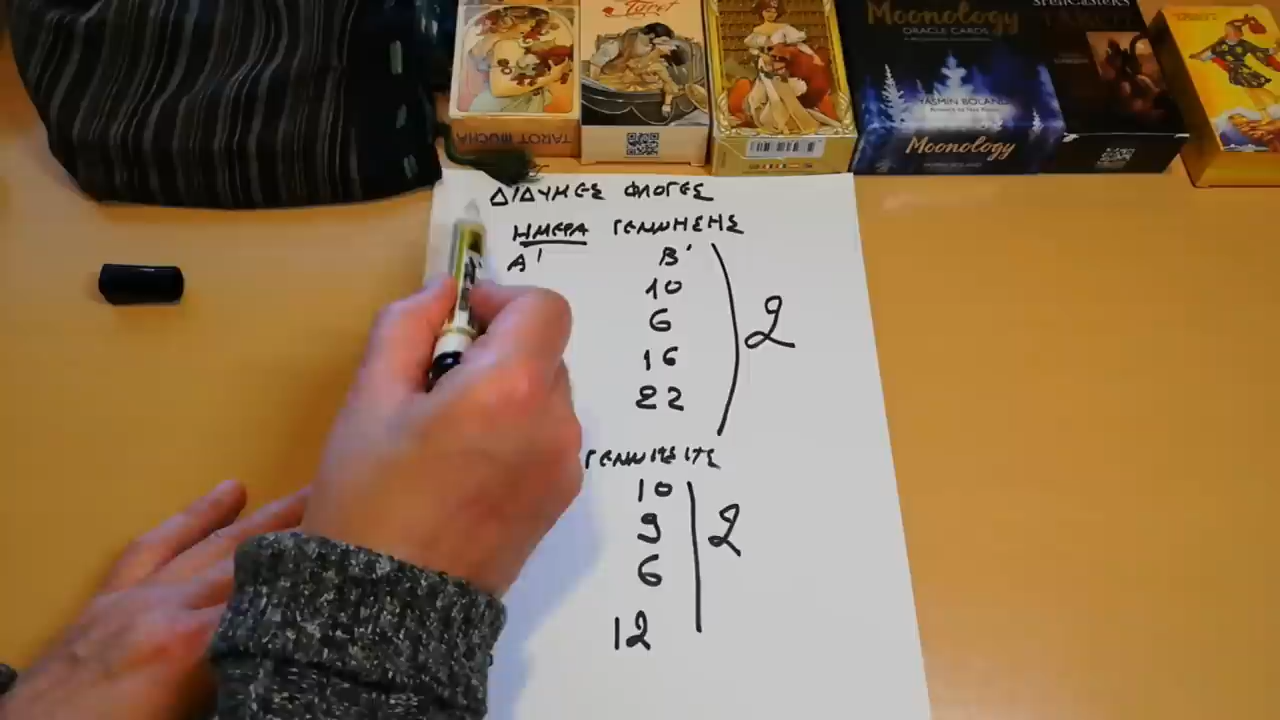 Tarot
TAROT MUCHA
Moonology
ORACLE CARDS
YASMIN BOLAND
Moonology
ΔΙΔΥΜΕΣ ΦΛΟΓΕΣ
ΗΜΕΡΑ ΓΕΝΝΗΣΗΣ
Α' Β'
10
6
16
22
2
ΓΕΝΝΗΣΗΣ
10
9
6
12
2